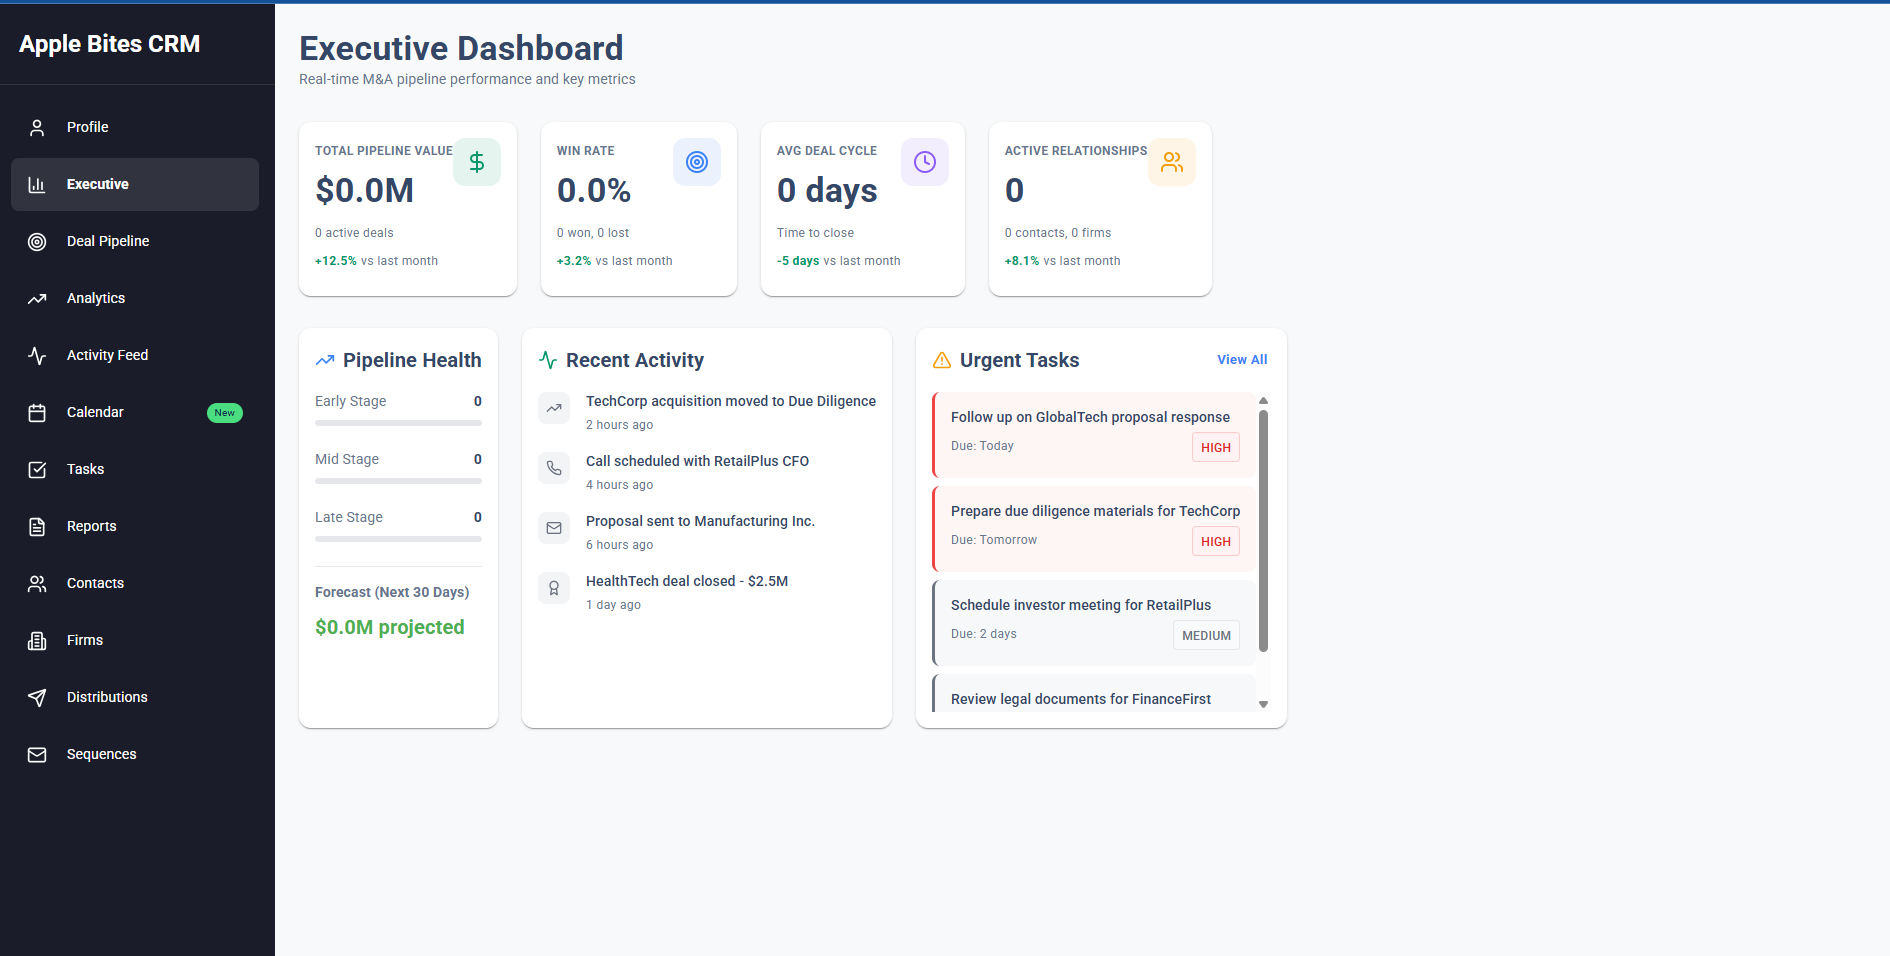 Apple Bites CRM
Profile
Executive
Deal Pipeline
Analytics
Activity Feed
Calendar
New
Tasks
Reports
Contacts
Firms
Distributions
Sequences
Executive Dashboard
Real-time M&A pipeline performance and key metrics
TOTAL PIPELINE VALUE
$0.0M
0 active deals
+12.5% vs last month
WIN RATE
0.0%
0 won, 0 lost
+3.2% vs last month
AVG DEAL CYCLE
0 days
Time to close
-5 days vs last month
ACTIVE RELATIONSHIPS
0
0 contacts, 0 firms
+8.1% vs last month
Pipeline Health
Early Stage 0
Mid Stage 0
Late Stage 0
Forecast (Next 30 Days)
$0.0M projected
Recent Activity
TechCorp acquisition moved to Due Diligence
2 hours ago
Call scheduled with RetailPlus CFO
4 hours ago
Proposal sent to Manufacturing Inc.
6 hours ago
HealthTech deal closed - $2.5M
1 day ago
Urgent Tasks
View All
Follow up on GlobalTech proposal response
Due: Today
HIGH
Prepare due diligence materials for TechCorp
Due: Tomorrow
HIGH
Schedule investor meeting for RetailPlus
Due: 2 days
MEDIUM
Review legal documents for FinanceFirst